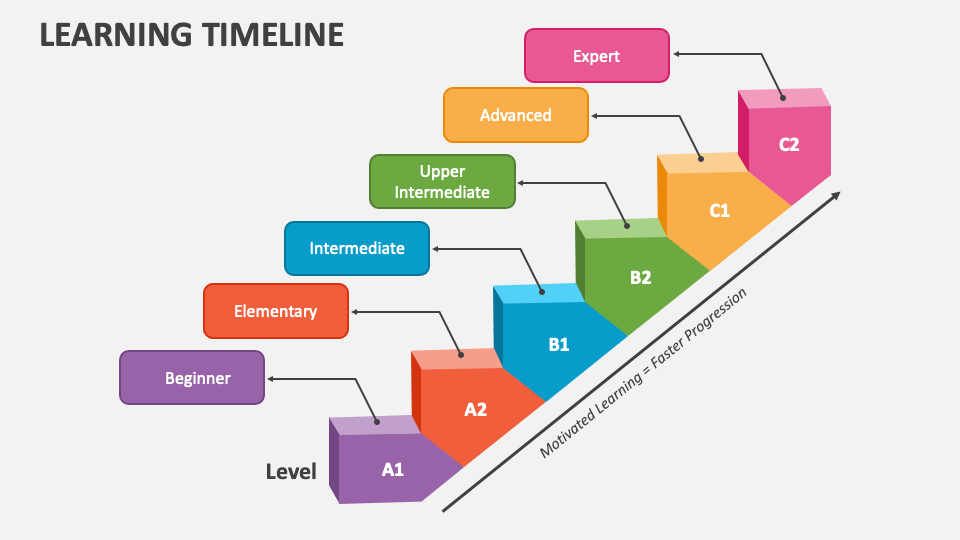 LEARNING TIMELINE
Expert
C2
Advanced
C1
Upper
Intermediate
B2
Intermediate
B1
Elementary
A2
Beginner
A1
Level
Motivated Learning = Faster Progression